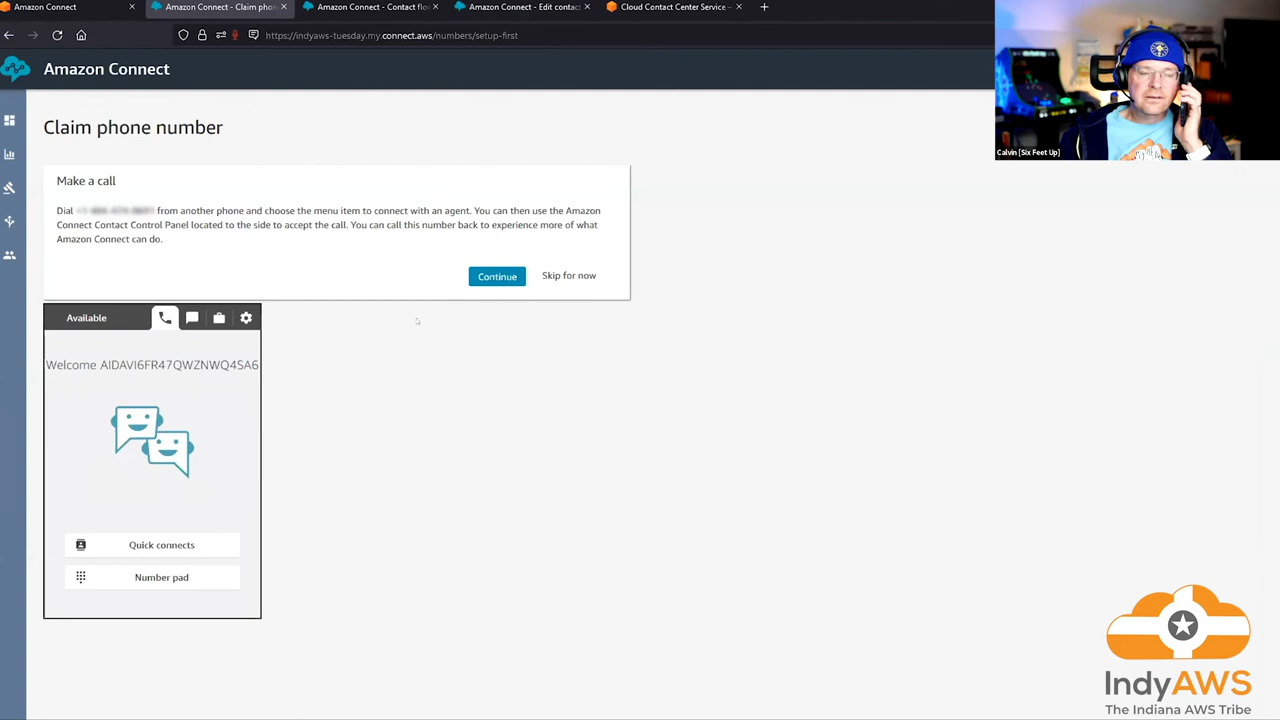 Amazon Connect
Amazon Connect - Claim phon
Amazon Connect - Contact flo
Amazon Connect - Edit contac
Cloud Contact Center Service –
https://indyaws-tuesday.my.connect.aws/numbers/setup-first
Amazon Connect
Calvin [Six Feet Up]
Claim phone number
Make a call
Dial from another phone and choose the menu item to connect with an agent. You can then use the Amazon
Connect Contact Control Panel located to the side to accept the call. You can call this number back to experience more of what
Amazon Connect can do.
Continue
Skip for now
Available
Welcome AIDAVI6FR47QWZNWQ4SA6
Quick connects
Number pad
IndyAWS
The Indiana AWS Tribe